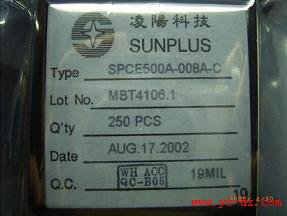 凌陽科技
SUNPLUS
Type SPCE500A-008A-C
Lot No. MBT4106.1
Q'ty 250 PCS
Date AUG.17.2002
Q.C. WH ACC QC-B05 19MIL
19